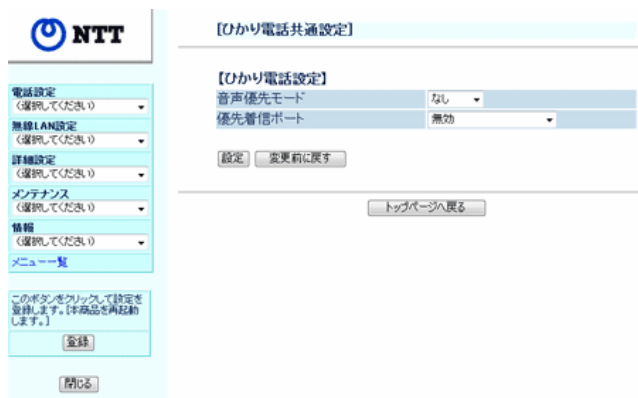 NTT
電話設定
(選択してください)
無線LAN設定
(選択してください)
詳細設定
(選択してください)
メンテナンス
(選択してください)
情報
(選択してください)
メニュー一覧
このボタンをクリックして設定を
登録します。[本商品を再起動
します。]
登録
閉じる
[ひかり電話共通設定]
【ひかり電話設定】
音声優先モード なし
優先着信ポート 無効
設定 変更前に戻す
トップページへ戻る